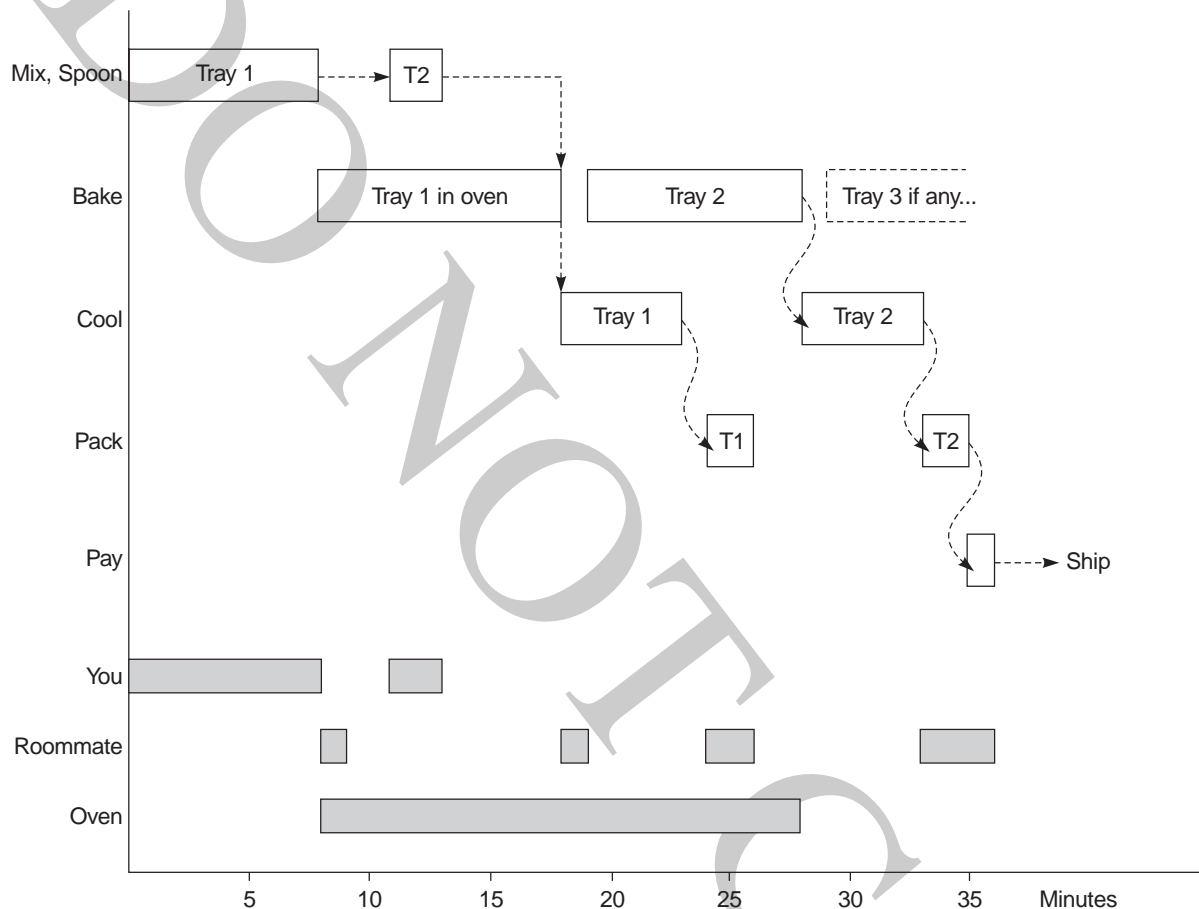 Mix, Spoon
Tray 1
T2
Bake
Tray 1 in oven
Tray 2
Tray 3 if any...
Cool
Tray 1
Tray 2
Pack
T1
T2
Pay
Ship
You
Roommate
Oven
5 10 15 20 25 30 35 Minutes
DO NOT C